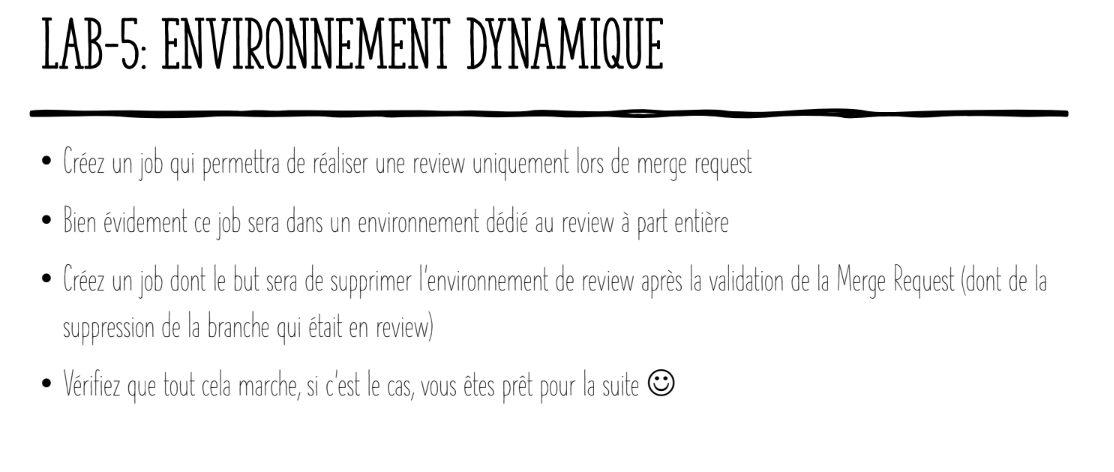 LAB-5: ENVIRONNEMENT DYNAMIQUE
• Créez un job qui permettra de réaliser une review uniquement lors de merge request
• Bien évidement ce job sera dans un environnement dédié au review à part entière
• Créez un job dont le but sera de supprimer l'environnement de review après la validation de la Merge Request (dont de la
suppression de la branche qui était en review)
• Vérifiez que tout cela marche, si c'est le cas, vous êtes prêt pour la suite ☺